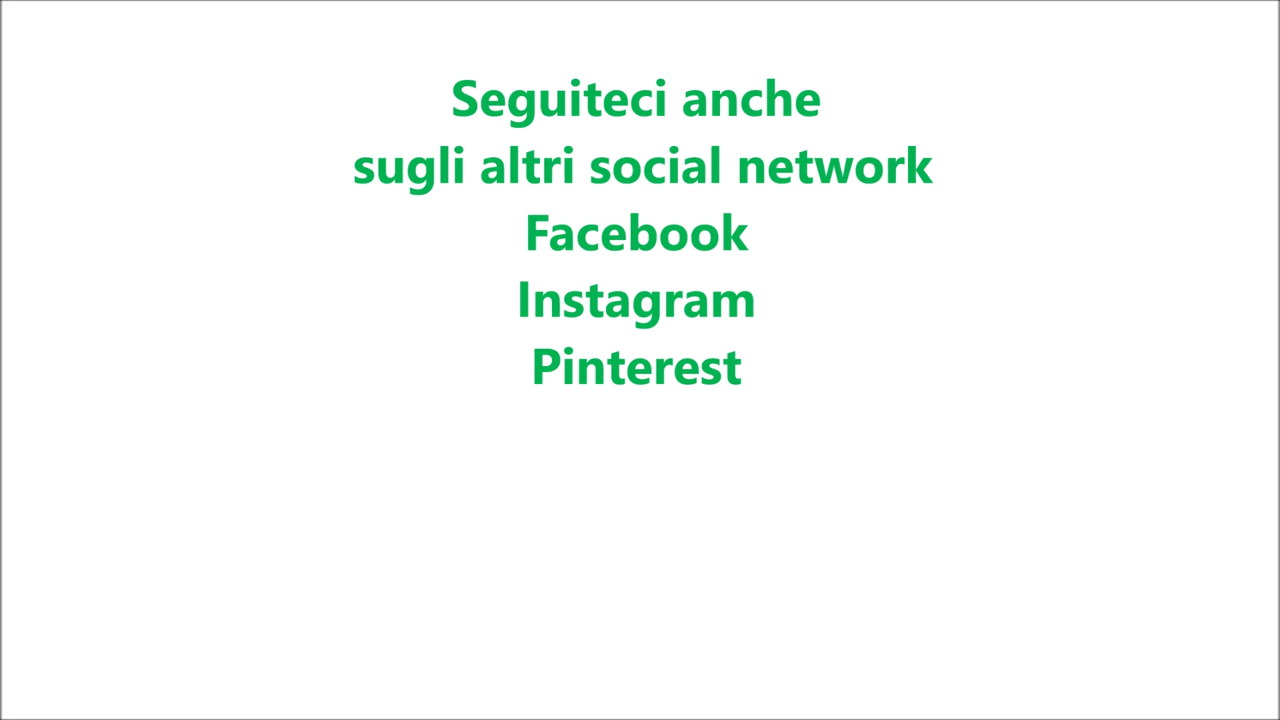 Seguiteci anche
sugli altri social network
Facebook
Instagram
Pinterest